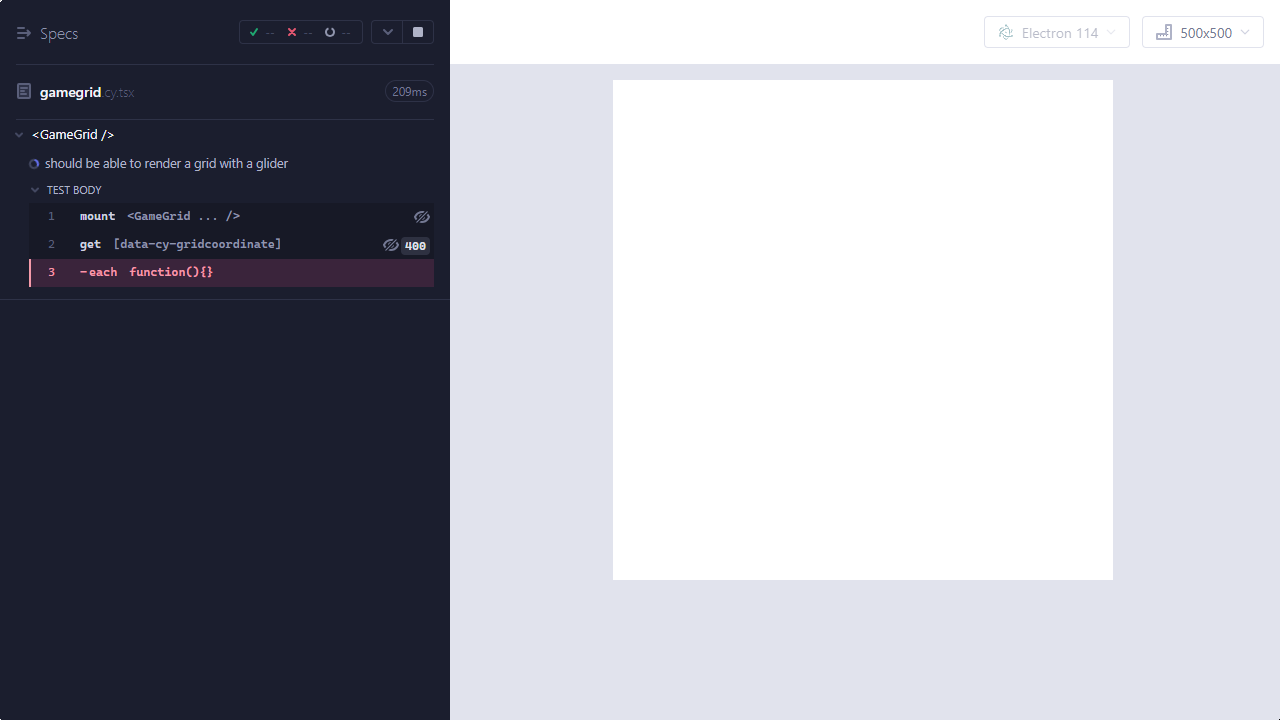 Specs
-- -- --
Electron 114
500x500
gamegrid.cy.tsx
209ms
<GameGrid />
should be able to render a grid with a glider
TEST BODY
1 mount <GameGrid ... />
2 get [data-cy-gridcoordinate] 400
3 -each function(){}